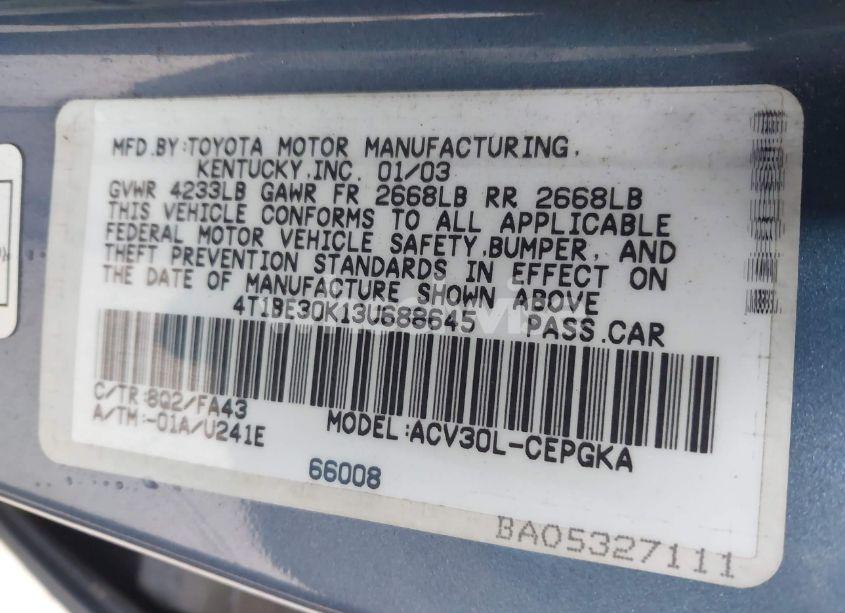 MFD.BY:TOYOTA MOTOR MANUFACTURING,
KENTUCKY,INC. 01/03
GVWR 4233LB GAWR FR 2668LB RR 2668LB
THIS VEHICLE CONFORMS TO ALL APPLICABLE
FEDERAL MOTOR VEHICLE SAFETY,BUMPER, AND
THEFT PREVENTION STANDARDS IN EFFECT ON
THE DATE OF MANUFACTURE SHOWN ABOVE
4T1BE30K13U688645 PASS.CAR
C/TR:8Q2/FA43
A/TM:-01A/U241E
MODEL:ACV30L-CEPGKA
66008
BA05327111